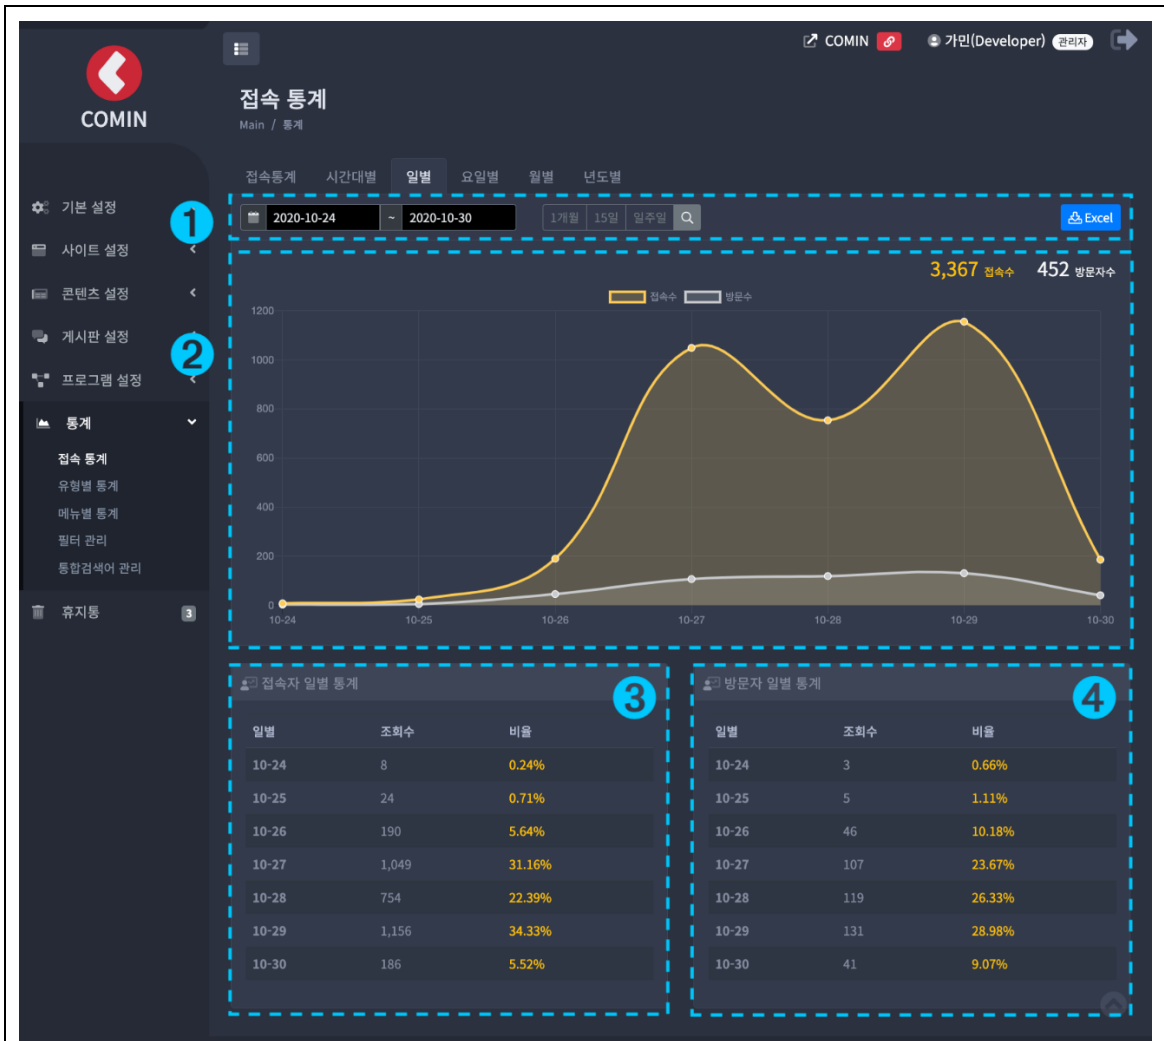 COMIN
COMIN 가민(Developer) 관리자
접속 통계
Main / 통계
접속통계 시간대별 일별 요일별 월별 년도별
기본 설정
사이트 설정
콘텐츠 설정
게시판 설정
프로그램 설정
통계
접속 통계
유형별 통계
메뉴별 통계
필터 관리
통합검색어 관리
휴지통 3
1
2020-10-24 ~ 2020-10-30 1개월 15일 일주일 Excel
2
3,367 접속수 452 방문자수
접속수 방문수
1200
1000
800
600
400
200
0
10-24 10-25 10-26 10-27 10-28 10-29 10-30
접속자 일별 통계
3
일별 조회수 비율
10-24 8 0.24%
10-25 24 0.71%
10-26 190 5.64%
10-27 1,049 31.16%
10-28 754 22.39%
10-29 1,156 34.33%
10-30 186 5.52%
방문자 일별 통계
4
일별 조회수 비율
10-24 3 0.66%
10-25 5 1.11%
10-26 46 10.18%
10-27 107 23.67%
10-28 119 26.33%
10-29 131 28.98%
10-30 41 9.07%